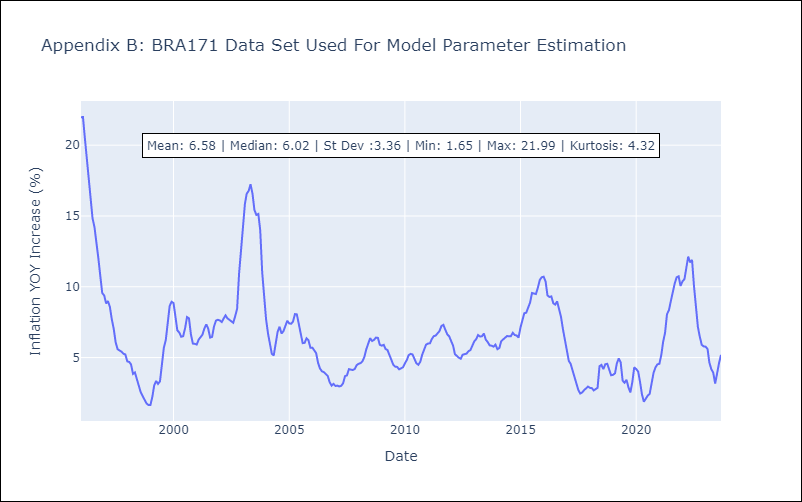 Appendix B: BRA171 Data Set Used For Model Parameter Estimation
Mean: 6.58 | Median: 6.02 | St Dev :3.36 | Min: 1.65 | Max: 21.99 | Kurtosis: 4.32
Inflation YOY Increase (%)
20
15
10
5
2000
2005
2010
2015
2020
Date